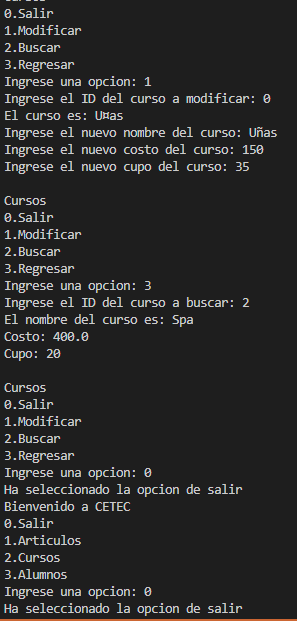 Cursos
0.Salir
1.Modificar
2.Buscar
3.Regresar
Ingrese una opcion: 1
Ingrese el ID del curso a modificar: 0
El curso es: U¤as
Ingrese el nuevo nombre del curso: Uñas
Ingrese el nuevo costo del curso: 150
Ingrese el nuevo cupo del curso: 35
Cursos
0.Salir
1.Modificar
2.Buscar
3.Regresar
Ingrese una opcion: 3
Ingrese el ID del curso a buscar: 2
El nombre del curso es: Spa
Costo: 400.0
Cupo: 20
Cursos
0.Salir
1.Modificar
2.Buscar
3.Regresar
Ingrese una opcion: 0
Ha seleccionado la opcion de salir
Bienvenido a CETEC
0.Salir
1.Articulos
2.Cursos
3.Alumnos
Ingrese una opcion: 0
Ha seleccionado la opcion de salir